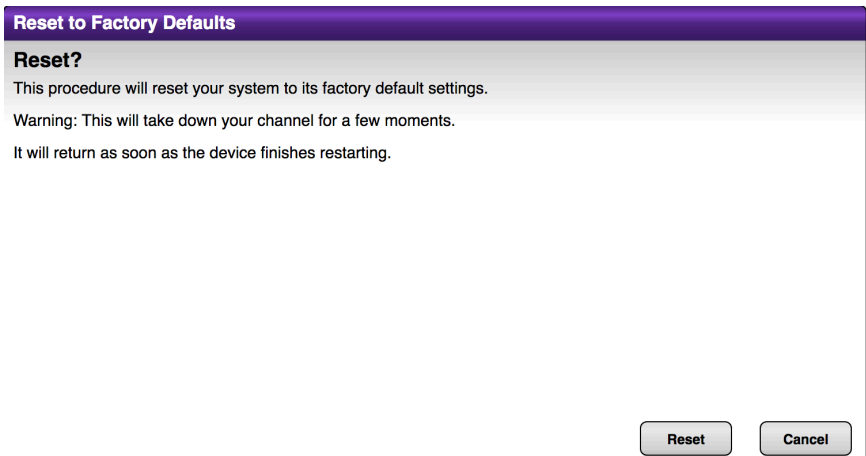 Reset to Factory Defaults
Reset?
This procedure will reset your system to its factory default settings.
Warning: This will take down your channel for a few moments.
It will return as soon as the device finishes restarting.
Reset
Cancel